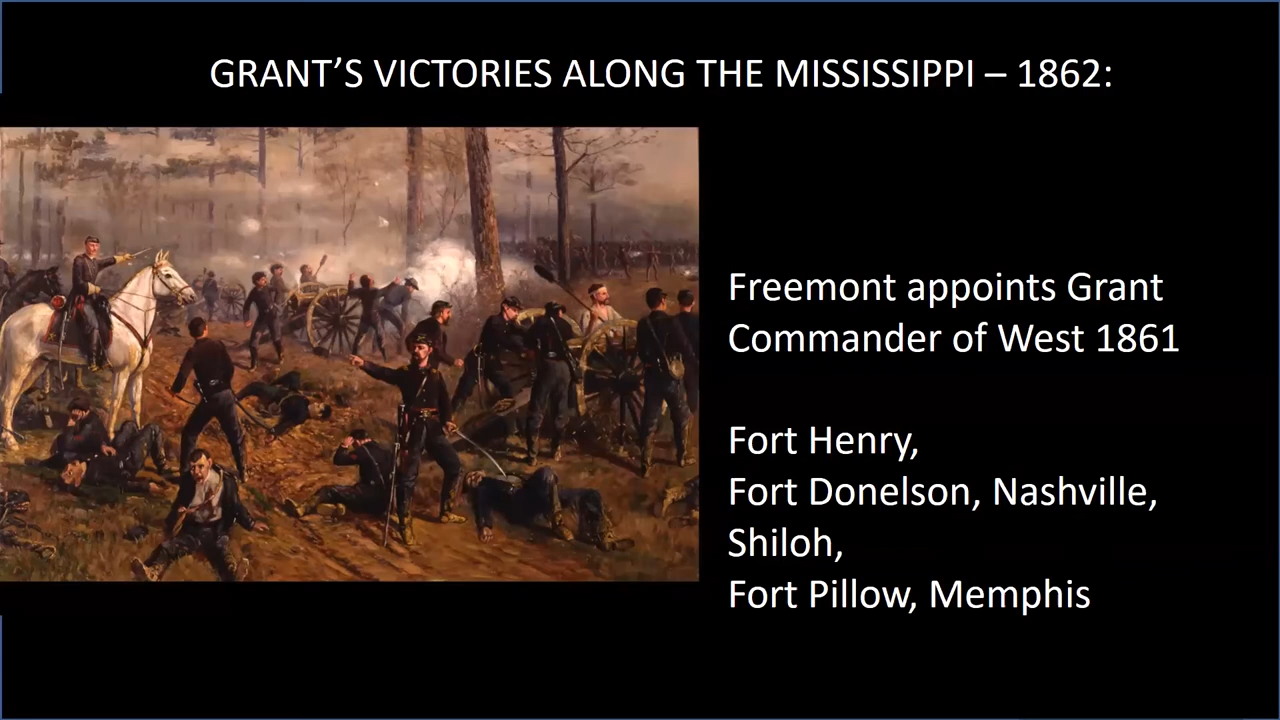 GRANT’S VICTORIES ALONG THE MISSISSIPPI – 1862:
Freemont appoints Grant
Commander of West 1861
Fort Henry,
Fort Donelson, Nashville,
Shiloh,
Fort Pillow, Memphis